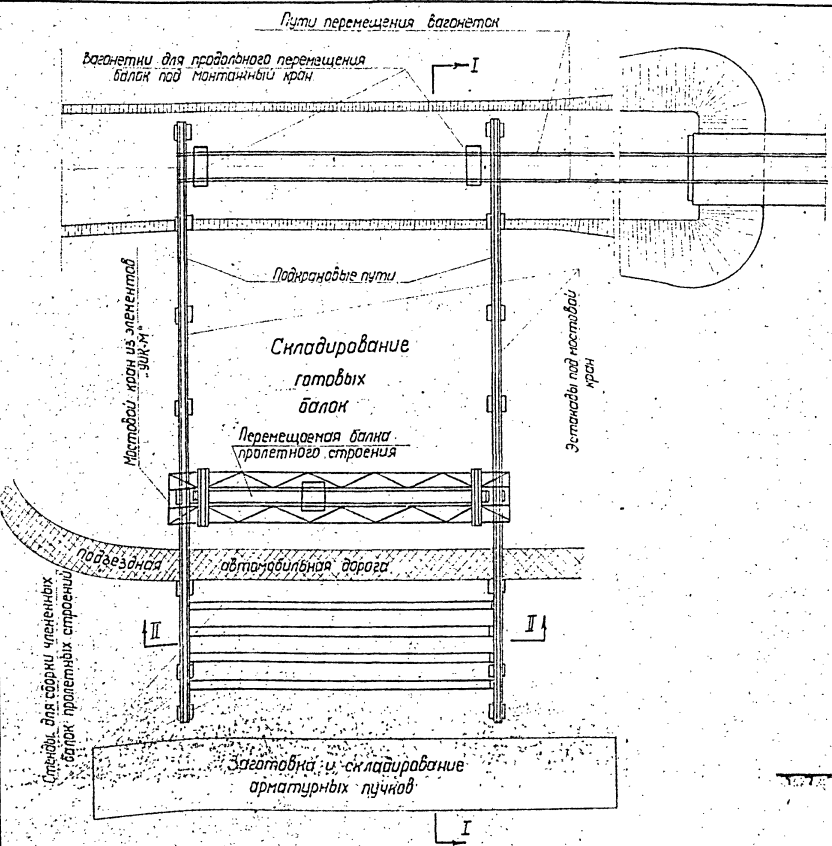 Пути перемещения вагонеток
Вагонетки для продольного перемещения
балок под монтажный кран
I
Подкрановые пути
Мостовой кран из элементов
"УИК-М"
Складирование
готовых
балок
Эстакады под мостовой
кран
Перемещаемая балка
пролетного строения
подъездная автомобильная дорога
II
II
Стенды для сборки члененных
балок пролетных строений
Заготовка и складирование
арматурных пучков
I